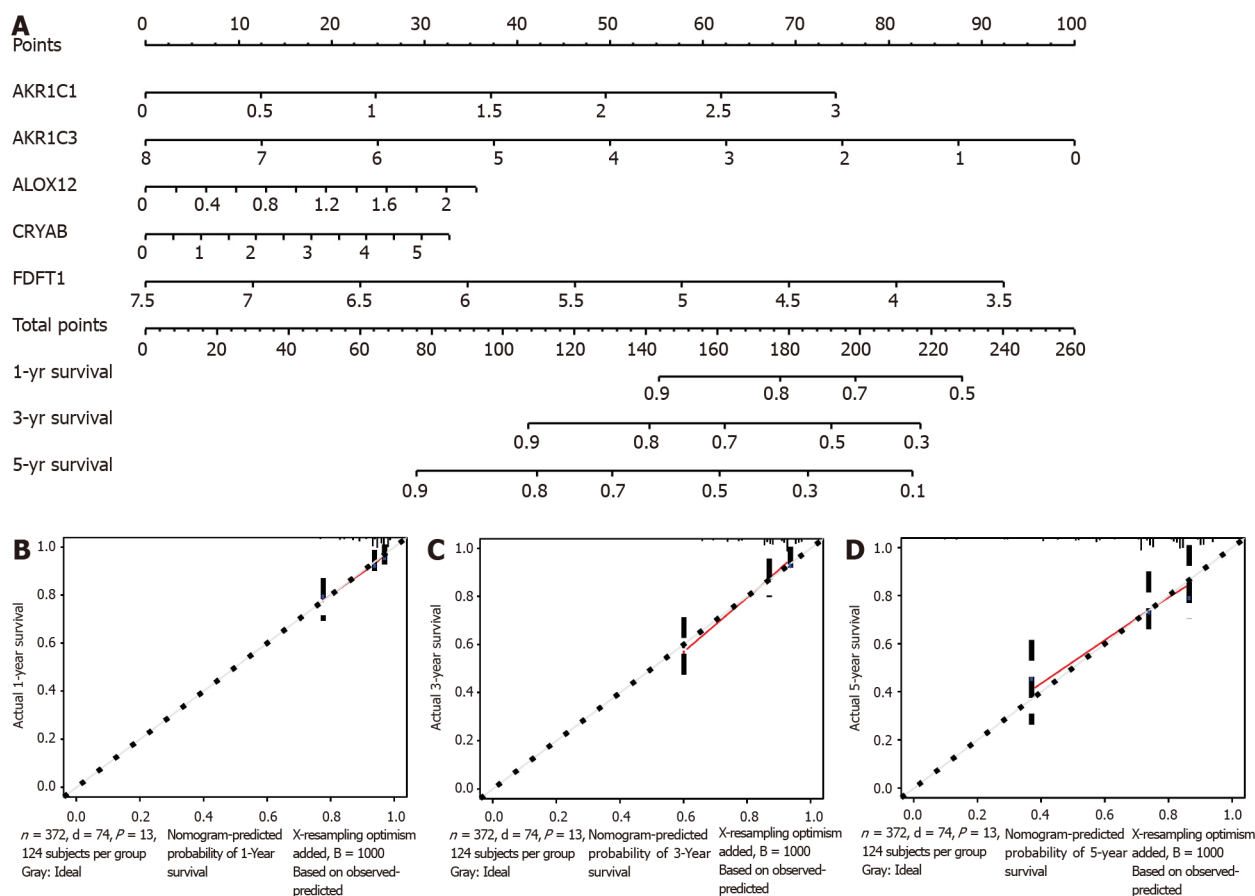 A
0 10 20 30 40 50 60 70 80 90 100
Points
AKR1C1
0 0.5 1 1.5 2 2.5 3
AKR1C3
8 7 6 5 4 3 2 1 0
ALOX12
0 0.4 0.8 1.2 1.6 2
CRYAB
0 1 2 3 4 5
FDFT1
7.5 7 6.5 6 5.5 5 4.5 4 3.5
Total points
0 20 40 60 80 100 120 140 160 180 200 220 240 260
1-yr survival
0.9 0.8 0.7 0.5
3-yr survival
0.9 0.8 0.7 0.5 0.3
5-yr survival
0.9 0.8 0.7 0.5 0.3 0.1
B
Actual 1-year survival
1.0
0.8
0.6
0.4
0.2
0.0
0.0 0.2 0.4 0.6 0.8 1.0
n = 372, d = 74, P = 13,
124 subjects per group
Gray: Ideal
Nomogram-predicted
probability of 1-Year
survival
X-resampling optimism
added, B = 1000
Based on observed-
predicted
C
Actual 3-year survival
1.0
0.8
0.6
0.4
0.2
0.0
0.0 0.2 0.4 0.6 0.8 1.0
n = 372, d = 74, P = 13,
124 subjects per group
Gray: Ideal
Nomogram-predicted
probability of 3-Year
survival
X-resampling optimism
added, B = 1000
Based on observed-
predicted
D
Actual 5-year survival
1.0
0.8
0.6
0.4
0.2
0.0
0.0 0.2 0.4 0.6 0.8 1.0
n = 372, d = 74, P = 13,
124 subjects per group
Gray: Ideal
Nomogram-predicted
probability of 5-year
survival
X-resampling optimism
added, B = 1000
Based on observed-
predicted